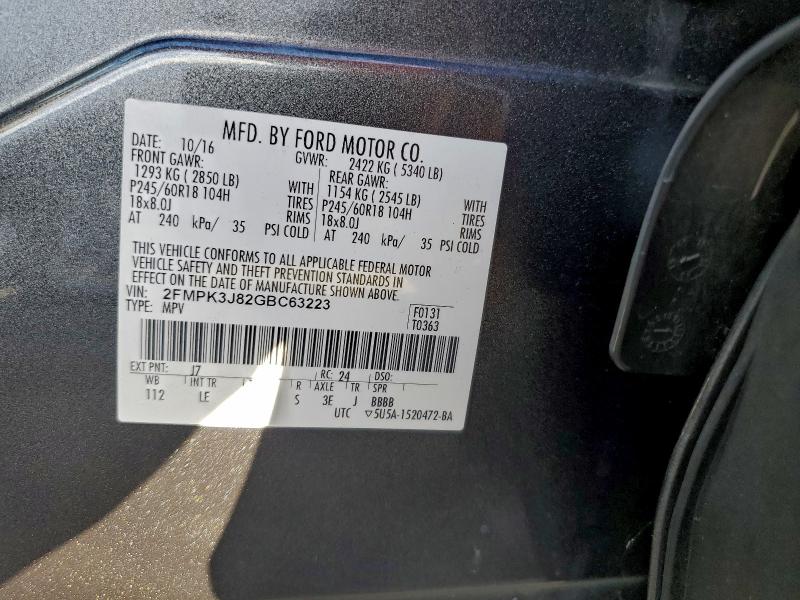 MFD. BY FORD MOTOR CO.
DATE: 10/16 GVWR: 2422 KG ( 5340 LB)
FRONT GAWR: REAR GAWR:
1293 KG ( 2850 LB) WITH 1154 KG ( 2545 LB) WITH
P245/60R18 104H TIRES P245/60R18 104H TIRES
18x8.0J RIMS 18x8.0J RIMS
AT 240 kPa/ 35 PSI COLD AT 240 kPa/ 35 PSI COLD
THIS VEHICLE CONFORMS TO ALL APPLICABLE FEDERAL MOTOR
VEHICLE SAFETY AND THEFT PREVENTION STANDARDS IN
EFFECT ON THE DATE OF MANUFACTURE SHOWN ABOVE.
VIN: 2FMPK3J82GBC63223 F0131
TYPE: MPV T0363
EXT PNT: J7 RC: 24 DSO:
WB INT TR R AXLE TR SPR
112 LE S 3E J BBBB
UTC ▽5U5A-1520472-BA